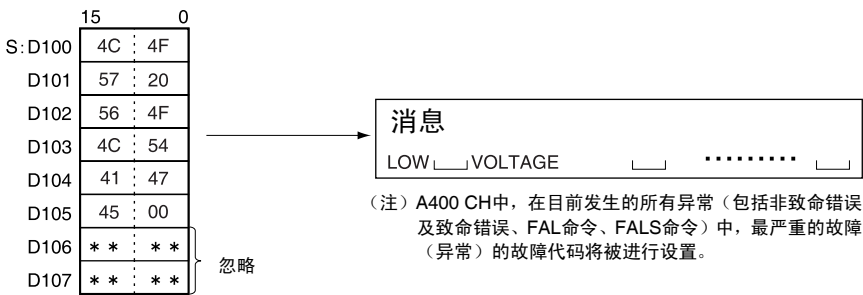 15 0
S:D100 4C 4F
D101 57 20
D102 56 4F
D103 4C 54
D104 41 47
D105 45 00
D106 ** **
D107 ** **
忽略
消息
LOW VOLTAGE ·········
（注）A400 CH中，在目前发生的所有异常（包括非致命错误
及致命错误、FAL命令、FALS命令）中，最严重的故障
（异常）的故障代码将被进行设置。